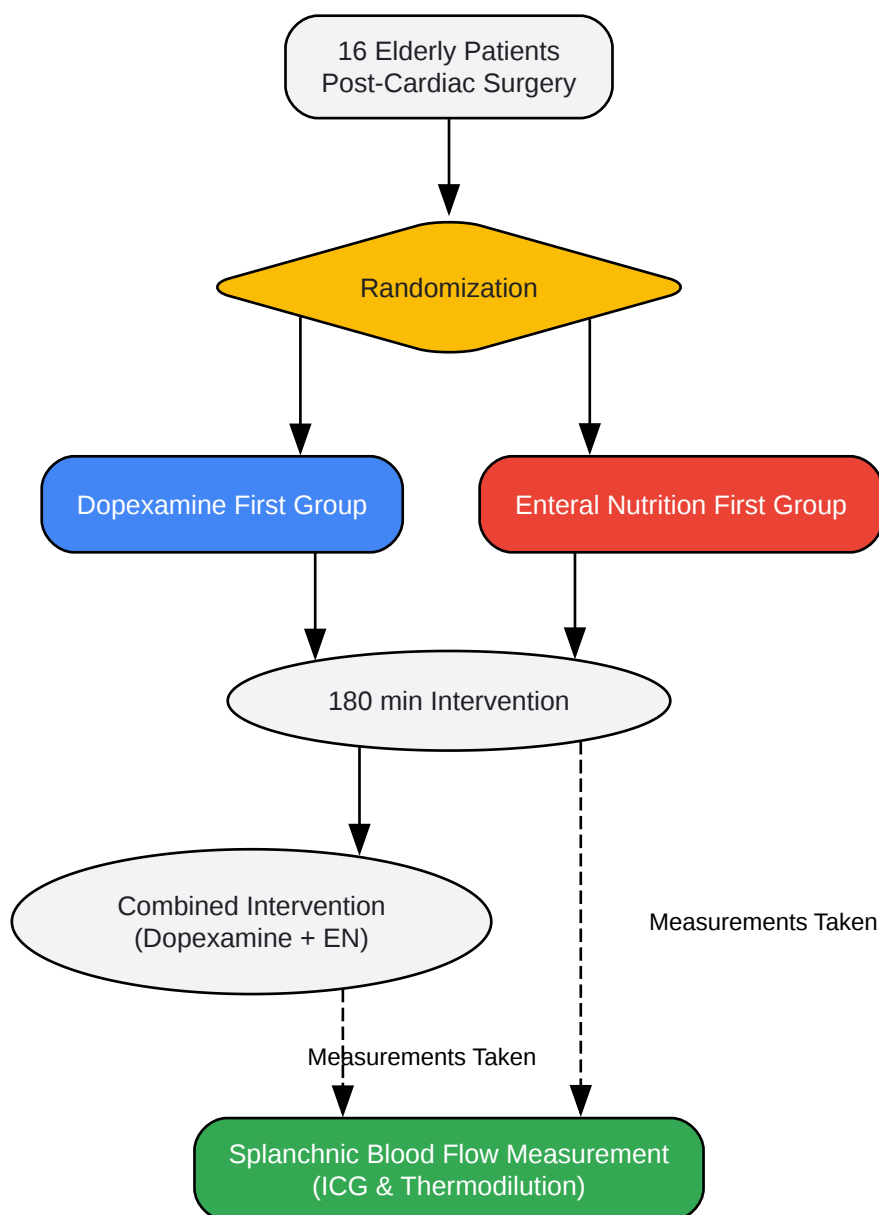 16 Elderly Patients
Post-Cardiac Surgery
Randomization
Dopexamine First Group
Enteral Nutrition First Group
180 min Intervention
Combined Intervention
(Dopexamine + EN)
Measurements Taken
Measurements Taken
Splanchnic Blood Flow Measurement
(ICG & Thermodilution)